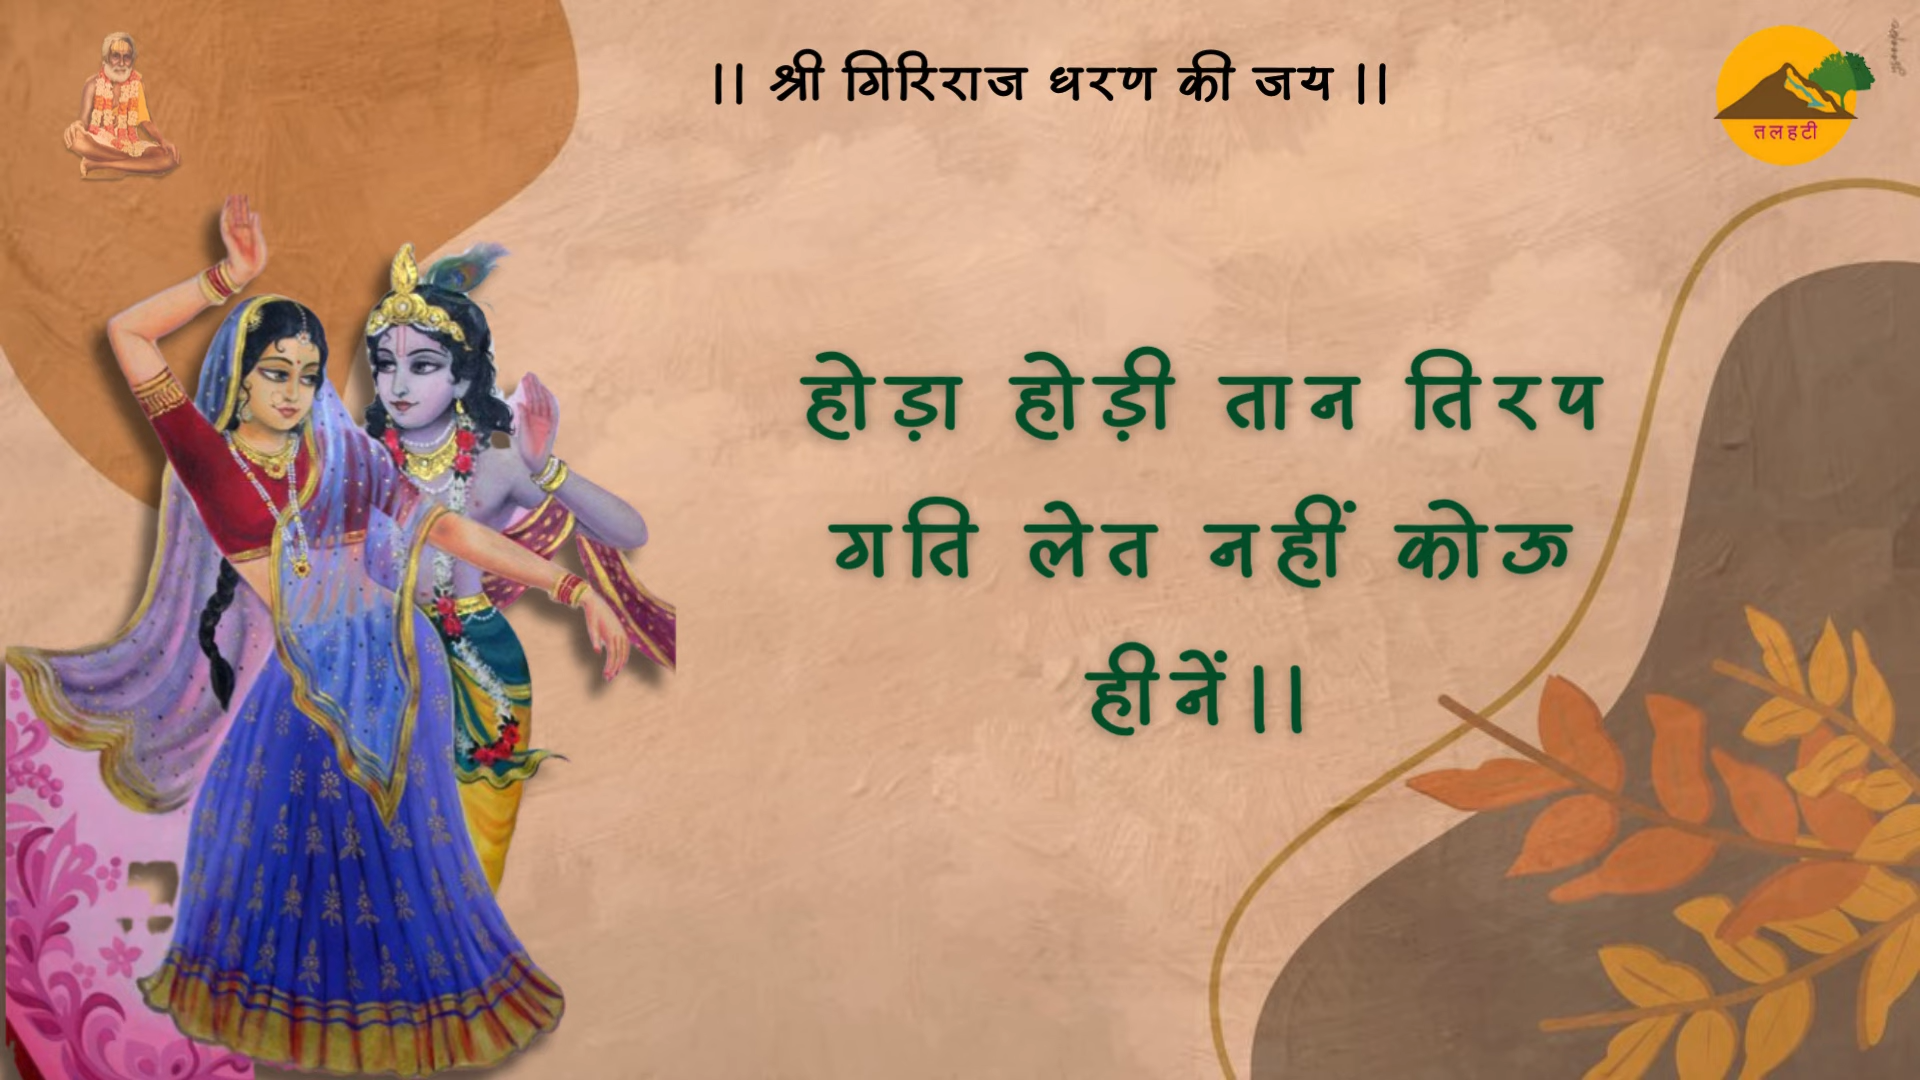 || श्री गिरिराज धरण की जय ||
तलहटी
होड़ा होड़ी तान तिरप
गति लेत नहीं कोऊ
हीनें||